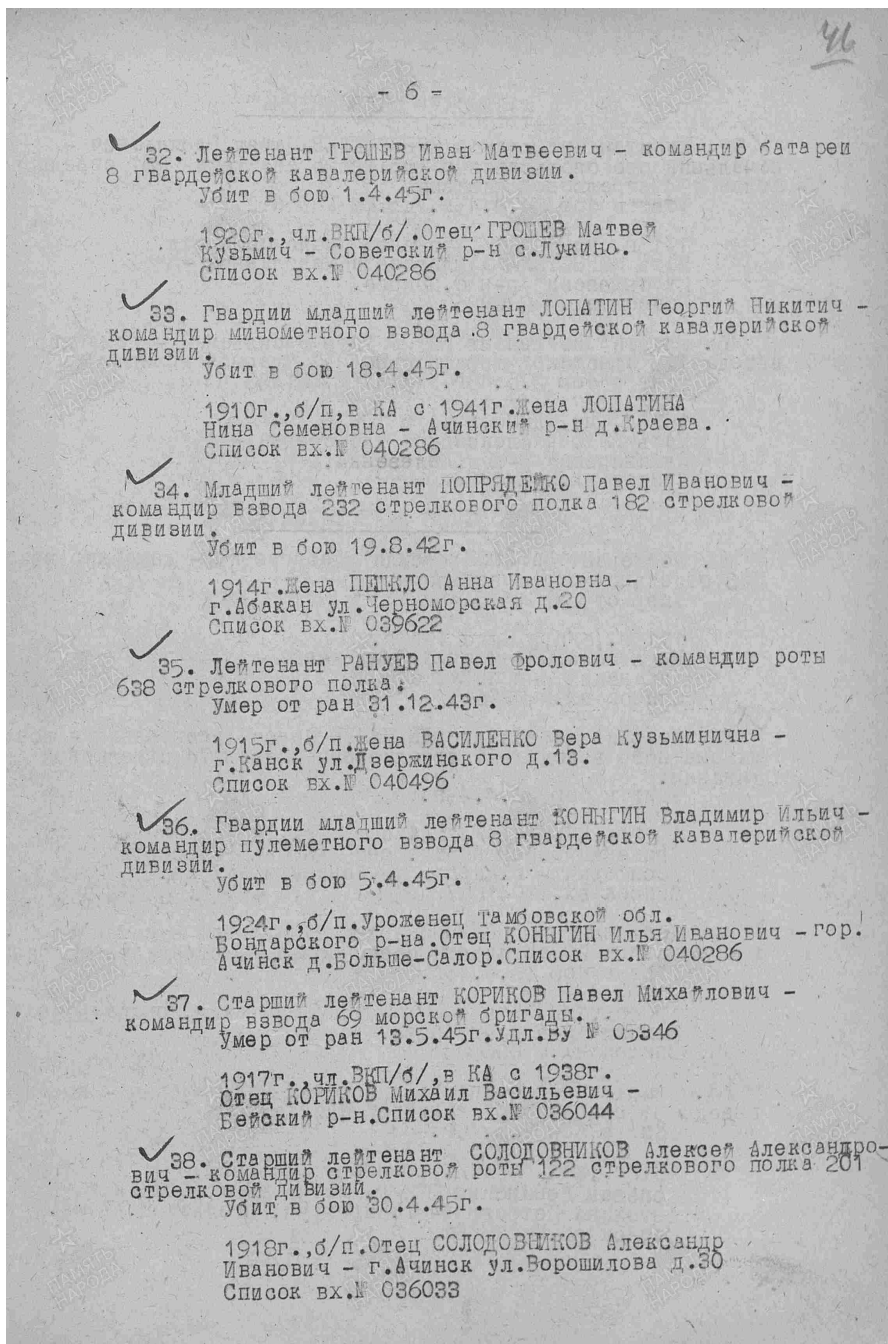 46
- 6 -
32. Лейтенант ГРОШЕВ Иван Матвеевич - командир батареи
8 гвардейской кавалерийской дивизии.
Убит в бою 1.4.45г.
1920г.,чл.ВКП/б/.Отец ГРОШЕВ Матвей
Кузьмич - Советский р-н с.Лукино.
Список вх.№ 040286
33. Гвардии младший лейтенант ЛОПАТИН Георгий Никитич -
командир минометного взвода 8 гвардейской кавалерийской
дивизии.
Убит в бою 18.4.45г.
1910г.,б/п,в КА с 1941г.Жена ЛОПАТИНА
Нина Семеновна - Ачинский р-н д.Краева.
Список вх.№ 040286
34. Младший лейтенант ПОПРЯДЕЙКО Павел Иванович -
командир взвода 232 стрелкового полка 182 стрелковой
дивизии.
Убит в бою 19.8.42г.
1914г.Жена ПЕШКЛО Анна Ивановна -
г.Абакан ул.Черноморская д.20
Список вх.№ 039622
35. Лейтенант РАНУЕВ Павел Фролович - командир роты
638 стрелкового полка.
Умер от ран 31.12.43г.
1915г.,б/п.Жена ВАСИЛЕНКО Вера Кузьминична -
г.Канск ул.Дзержинского д.13.
Список вх.№ 040496
36. Гвардии младший лейтенант КОНЫГИН Владимир Ильич -
командир пулеметного взвода 8 гвардейской кавалерийской
дивизии.
Убит в бою 5.4.45г.
1924г.,б/п.Уроженец Тамбовской обл.
Бондарского р-на.Отец КОНЫГИН Илья Иванович - гор.
Ачинск д.Больше-Салор.Список вх.№ 040286
37. Старший лейтенант КОРИКОВ Павел Михайлович -
командир взвода 69 морской бригады.
Умер от ран 13.5.45г.Удл.ВУ № 05346
1917г.,чл.ВКП/б/,в КА с 1938г.
Отец КОРИКОВ Михаил Васильевич -
Бейский р-н.Список вх.№ 036044
38. Старший лейтенант СОЛОДОВНИКОВ Алексей Александро-
вич - командир стрелковой роты 122 стрелкового полка 201
стрелковой дивизии.
Убит в бою 30.4.45г.
1918г.,б/п.Отец СОЛОДОВНИКОВ Александр
Иванович - г.Ачинск ул.Ворошилова д.30
Список вх.№ 036033